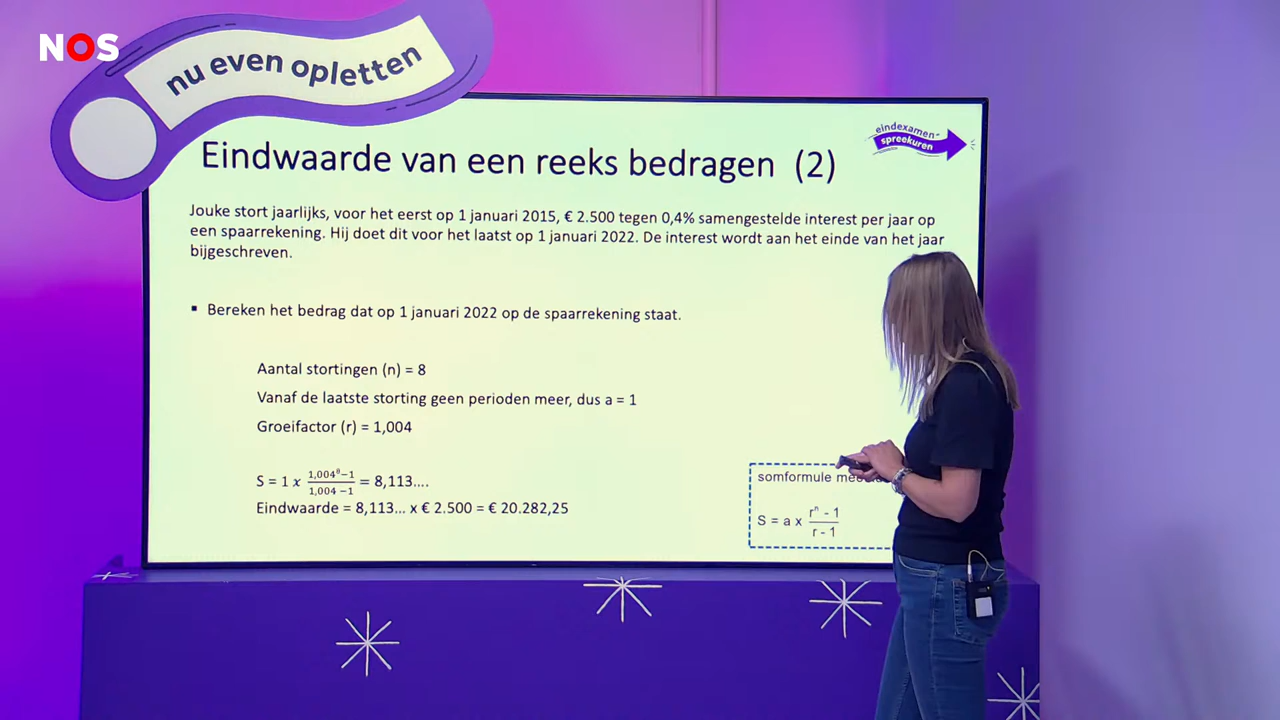 NOS
nu even opletten
eindexamen-
spreekuren
Eindwaarde van een reeks bedragen (2)
Jouke stort jaarlijks, voor het eerst op 1 januari 2015, € 2.500 tegen 0,4% samengestelde interest per jaar op
een spaarrekening. Hij doet dit voor het laatst op 1 januari 2022. De interest wordt aan het einde van het jaar
bijgeschreven.
▪ Bereken het bedrag dat op 1 januari 2022 op de spaarrekening staat.
Aantal stortingen (n) = 8
Vanaf de laatste storting geen perioden meer, dus a = 1
Groeifactor (r) = 1,004
S = 1 x (1,004⁸−1)/(1,004 −1) = 8,113….
Eindwaarde = 8,113… x € 2.500 = € 20.282,25
somformule
S = a x (rⁿ - 1)/(r - 1)